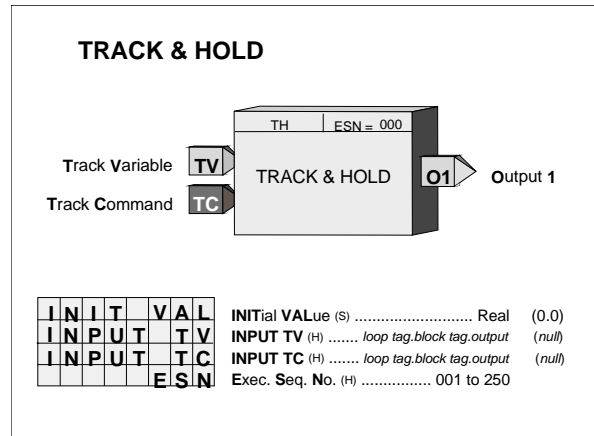 TRACK & HOLD
TH ESN = 000
Track Variable TV
TRACK & HOLD
O1 Output 1
Track Command TC
INIT VAL INITial VALue (S) ........................... Real (0.0)
INPUT TV INPUT TV (H) ....... loop tag.block tag.output (null)
INPUT TC INPUT TC (H) ....... loop tag.block tag.output (null)
ESN Exec. Seq. No. (H) ................ 001 to 250